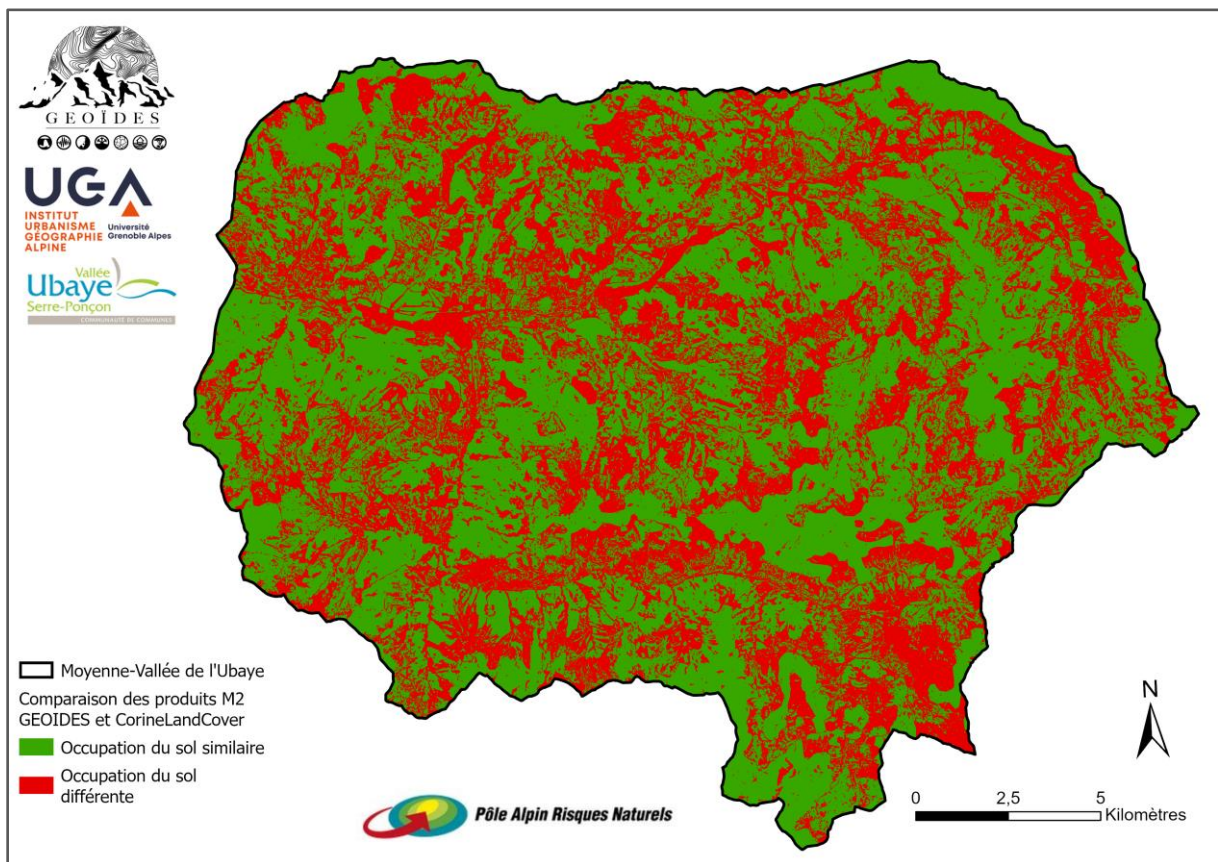 GEOÏDES
UGA
INSTITUT
URBANISME
GÉOGRAPHIE
ALPINE
Université
Grenoble Alpes
Vallée
Ubaye
Serre-Ponçon
COMMUNAUTÉ DE COMMUNES
Moyenne-Vallée de l'Ubaye
Comparaison des produits M2
GEOIDES et CorineLandCover
Occupation du sol similaire
Occupation du sol
différente
Pôle Alpin Risques Naturels
N
0 2,5 5
Kilomètres